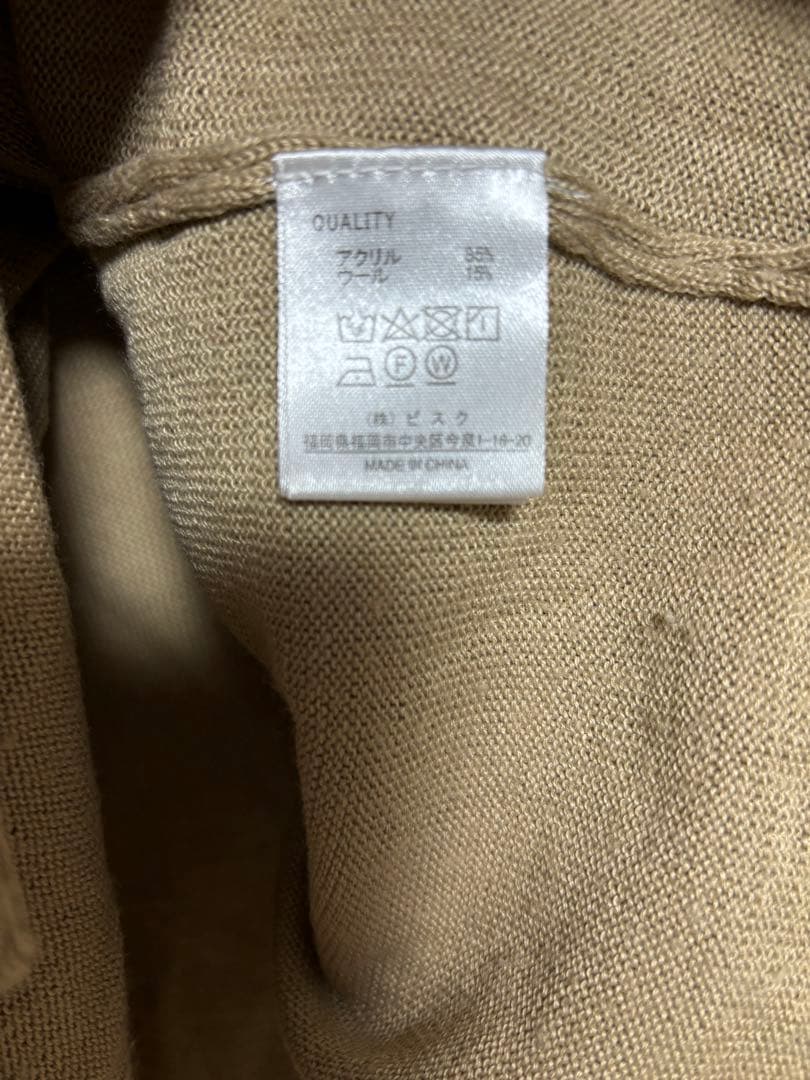 QUALITY
アクリル 85%
ウール 15%
F W
(株) ビスク
福岡県福岡市中央区今泉1-18-20
MADE IN CHINA